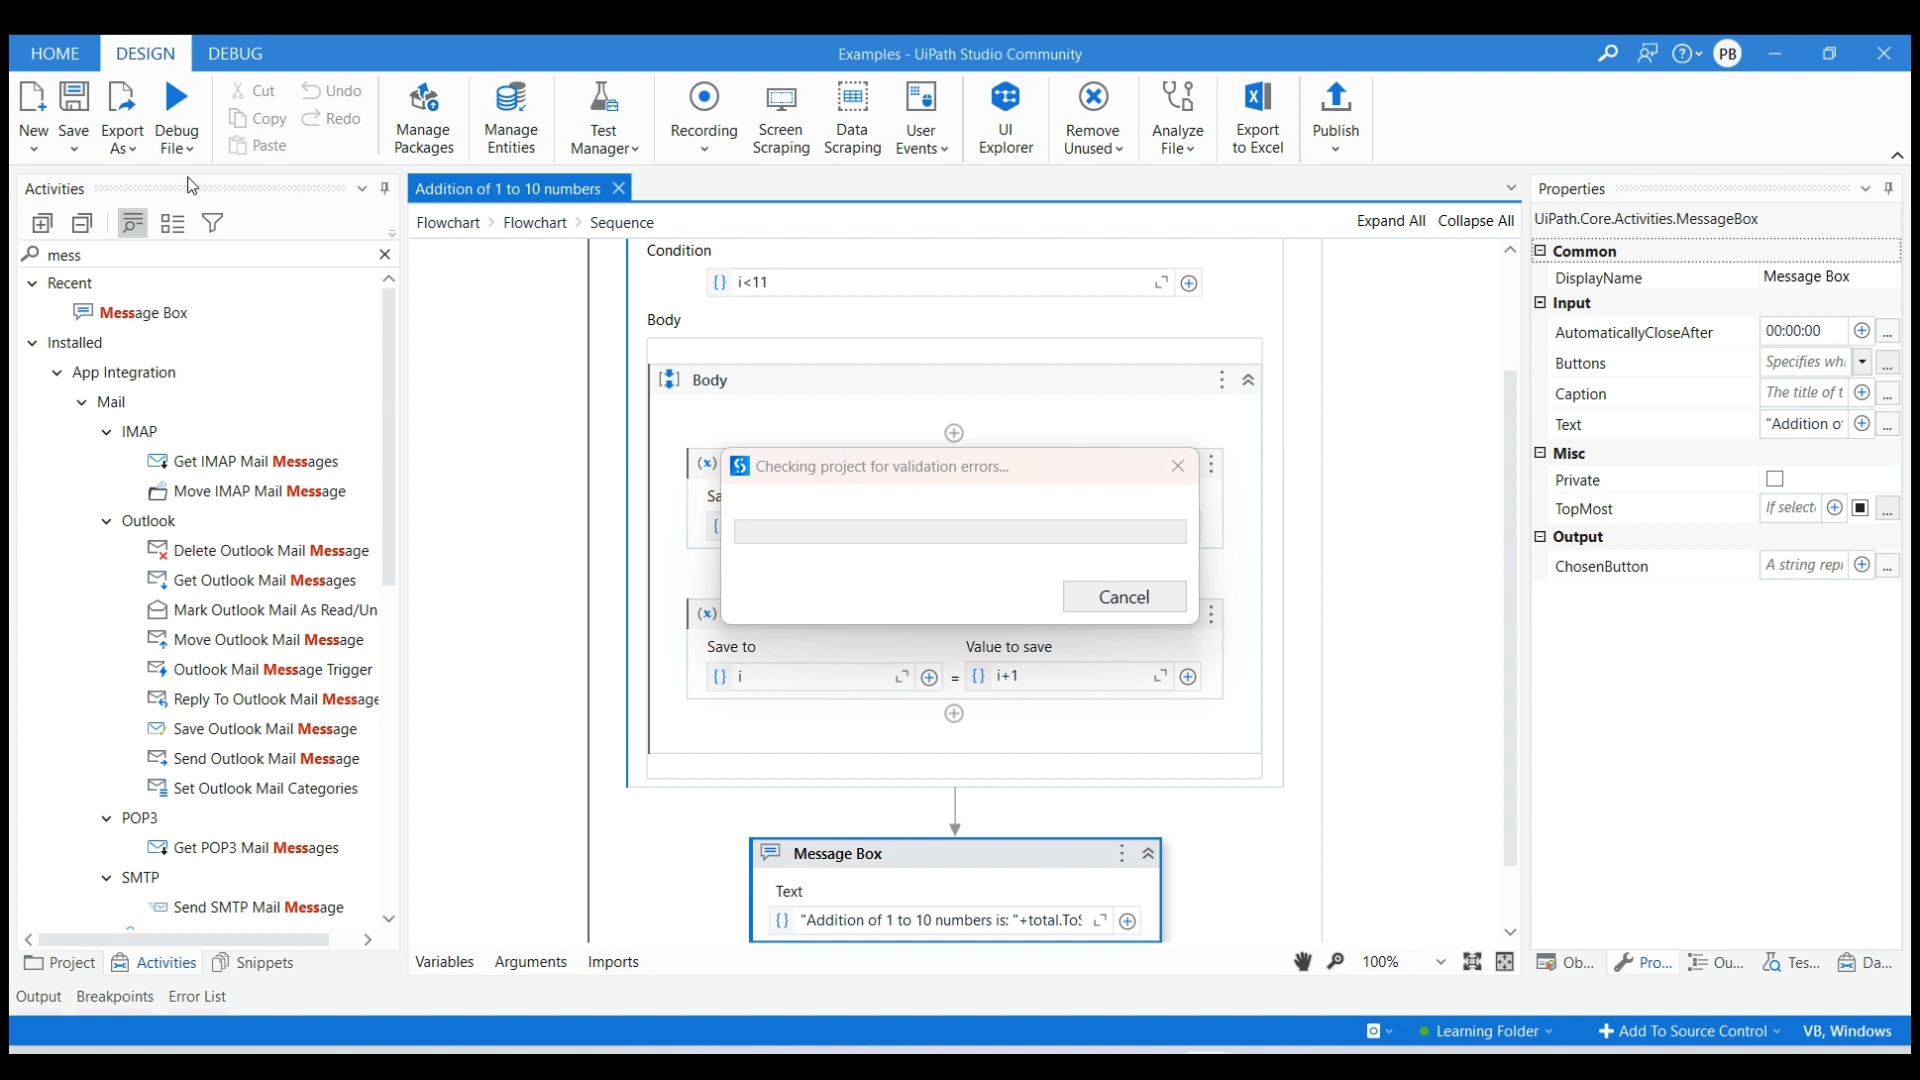 HOME DESIGN DEBUG
Examples - UiPath Studio Community
PB
New Save Export As Debug File
Cut Undo
Copy Redo
Paste
Manage Packages
Manage Entities
Test Manager
Recording
Screen Scraping
Data Scraping
User Events
UI Explorer
Remove Unused
Analyze File
Export to Excel
Publish
Activities
mess
Recent
Message Box
Installed
App Integration
Mail
IMAP
Get IMAP Mail Messages
Move IMAP Mail Message
Outlook
Delete Outlook Mail Message
Get Outlook Mail Messages
Mark Outlook Mail As Read/Un
Move Outlook Mail Message
Outlook Mail Message Trigger
Reply To Outlook Mail Message
Save Outlook Mail Message
Send Outlook Mail Message
Set Outlook Mail Categories
POP3
Get POP3 Mail Messages
SMTP
Send SMTP Mail Message
Project Activities Snippets
Addition of 1 to 10 numbers
Flowchart > Flowchart > Sequence
Expand All Collapse All
Condition
{} i<11
Body
Body
(x)
Sa
{
Checking project for validation errors...
Cancel
(x)
Save to Value to save
{} i = {} i+1
Message Box
Text
{} "Addition of 1 to 10 numbers is: "+total.ToS
Variables Arguments Imports
100%
Properties
UiPath.Core.Activities.MessageBox
Common
DisplayName Message Box
Input
AutomaticallyCloseAfter 00:00:00 ...
Buttons Specifies whi ...
Caption The title of t ...
Text "Addition o ...
Misc
Private
TopMost If select ...
Output
ChosenButton A string repr ...
Ob... Pro... Ou... Tes... Da...
Output Breakpoints Error List
Learning Folder Add To Source Control VB, Windows